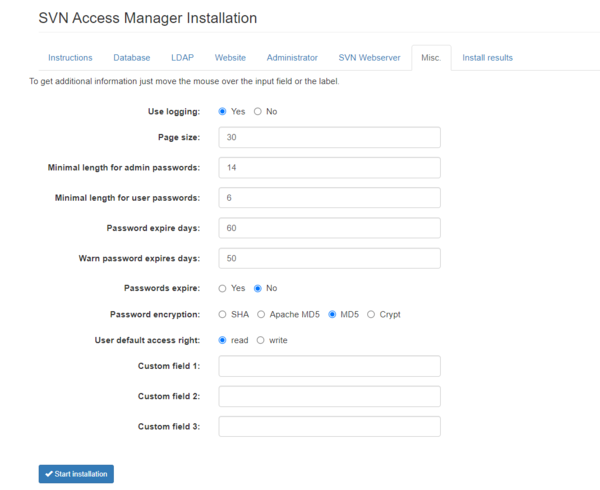 SVN Access Manager Installation
Instructions Database LDAP Website Administrator SVN Webserver Misc. Install results
To get additional information just move the mouse over the input field or the label.
Use logging: Yes No
Page size: 30
Minimal length for admin passwords: 14
Minimal length for user passwords: 6
Password expire days: 60
Warn password expires days: 50
Passwords expire: Yes No
Password encryption: SHA Apache MD5 MD5 Crypt
User default access right: read write
Custom field 1:
Custom field 2:
Custom field 3:
Start installation